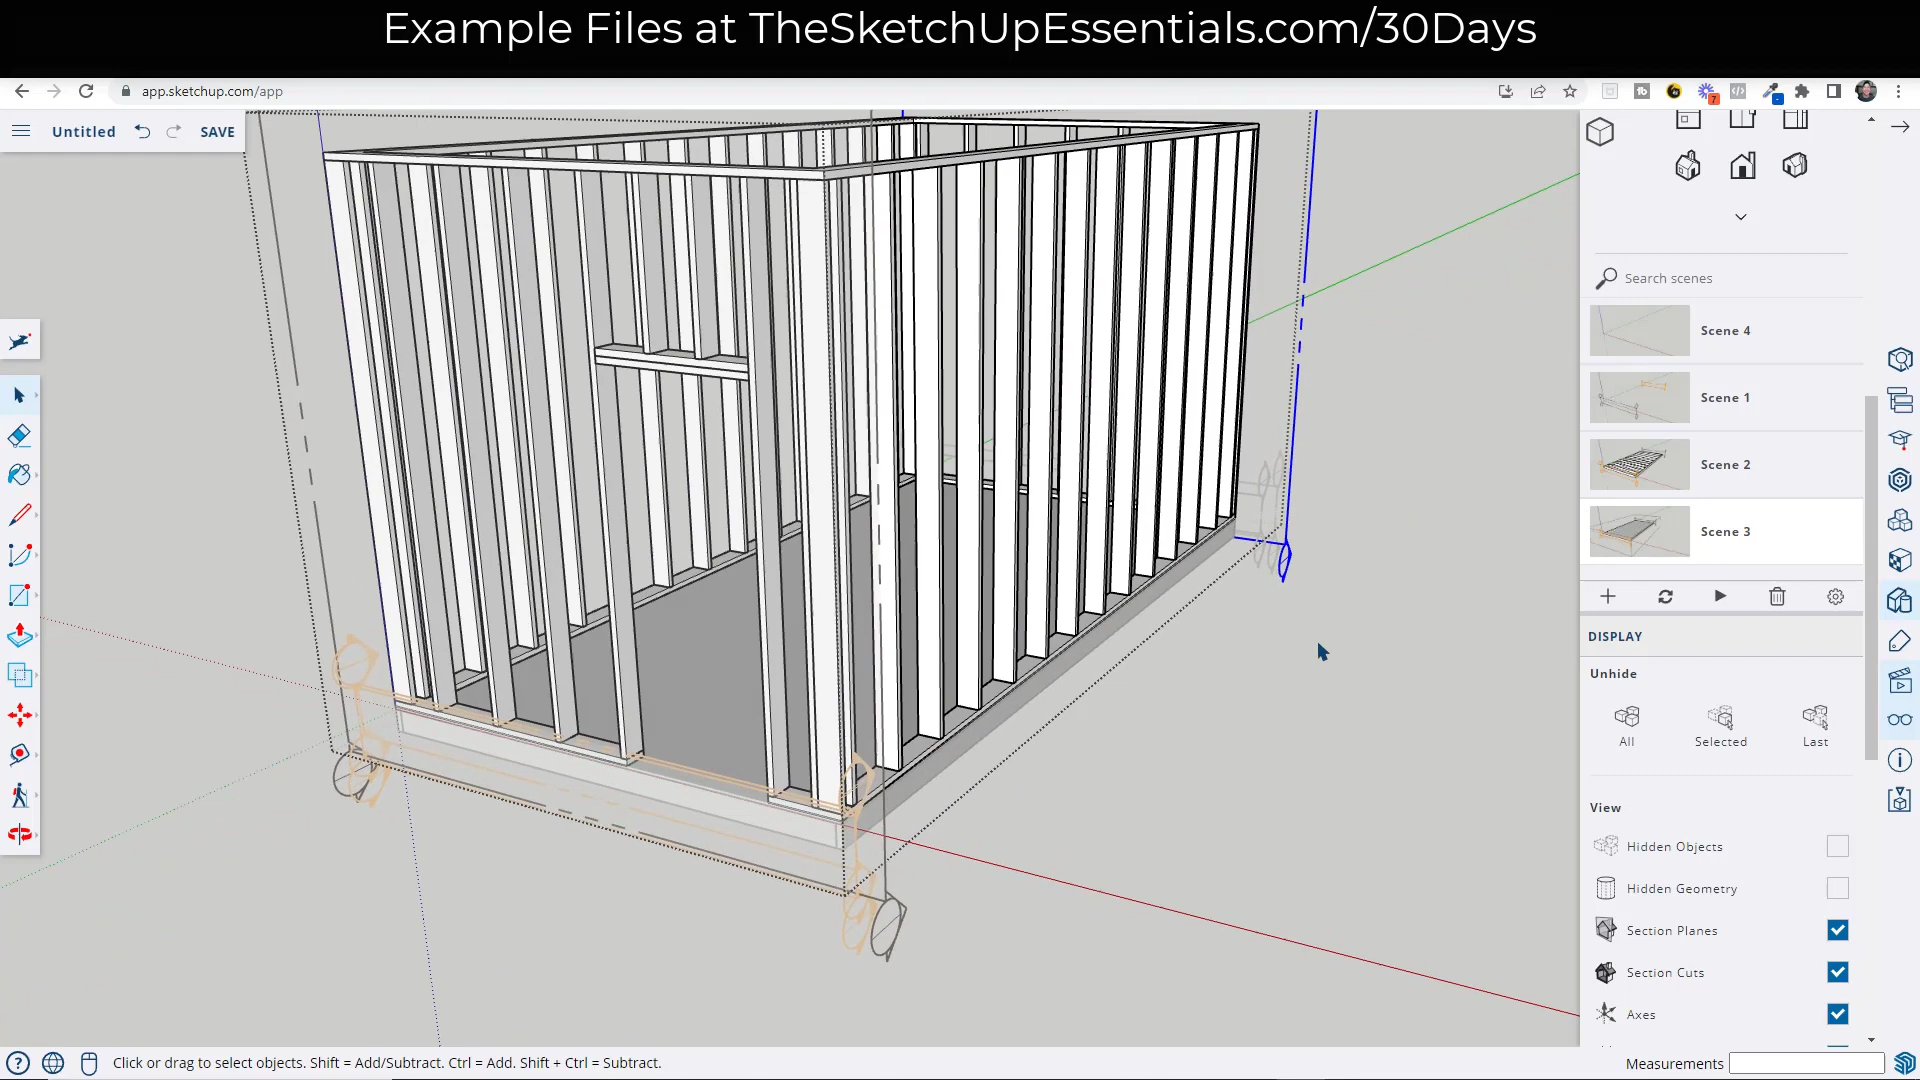 Example Files at TheSketchUpEssentials.com/30Days
app.sketchup.com/app
7
Untitled
SAVE
Search scenes
Scene 4
Scene 1
Scene 2
Scene 3
DISPLAY
Unhide
All
Selected
Last
View
Hidden Objects
Hidden Geometry
Section Planes
Section Cuts
Axes
Click or drag to select objects. Shift = Add/Subtract. Ctrl = Add. Shift + Ctrl = Subtract.
Measurements